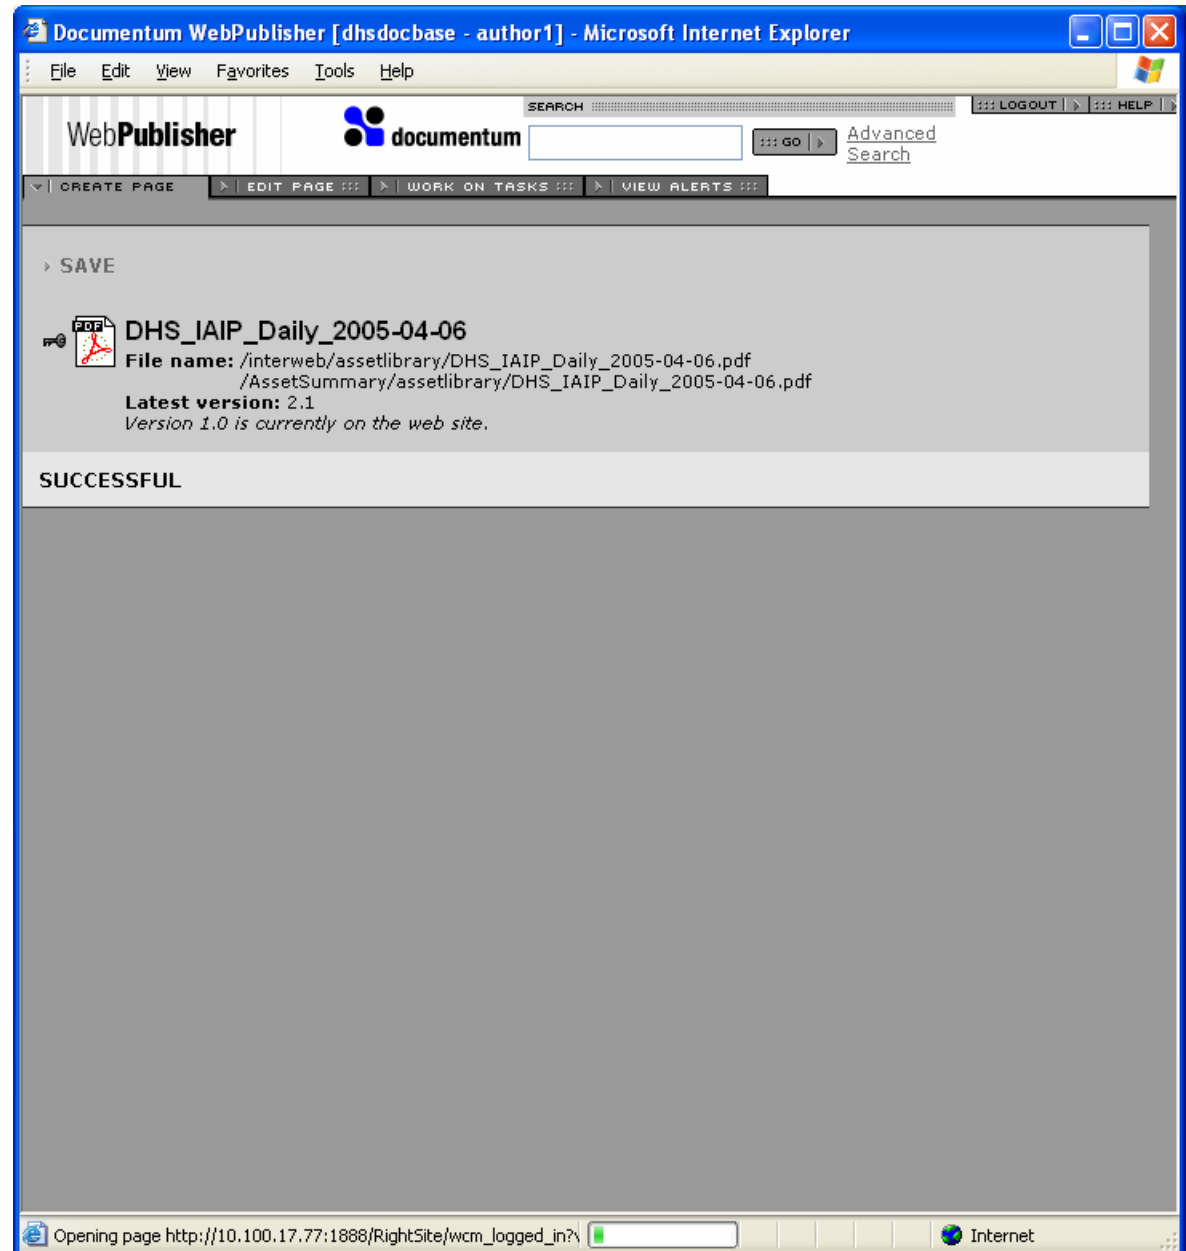 Documentum WebPublisher [dhsdocbase - author1] - Microsoft Internet Explorer
File Edit View Favorites Tools Help
SEARCH
::: LOGOUT ::: HELP
WebPublisher
documentum
::: GO
Advanced
Search
CREATE PAGE
EDIT PAGE :::
WORK ON TASKS :::
VIEW ALERTS :::
› SAVE
PDF
DHS_IAIP_Daily_2005-04-06
File name: /interweb/assetlibrary/DHS_IAIP_Daily_2005-04-06.pdf
/AssetSummary/assetlibrary/DHS_IAIP_Daily_2005-04-06.pdf
Latest version: 2.1
Version 1.0 is currently on the web site.
SUCCESSFUL
Opening page http://10.100.17.77:1888/RightSite/wcm_logged_in?
Internet